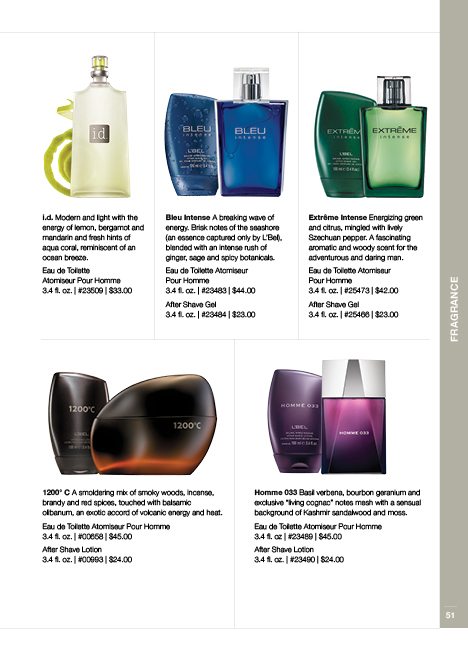 i.d.
BLEU
intense
L'BEL
BLEU
intense
EXTRÊME
intense
L'BEL
EXTRÊME
intense
i.d. Modern and light with the
energy of lemon, bergamot and
mandarin and fresh hints of
aqua coral, reminiscent of an
ocean breeze.
Eau de Toilette
Atomiseur Pour Homme
3.4 fl. oz. | #23509 | $33.00
Bleu Intense A breaking wave of
energy. Brisk notes of the seashore
(an essence captured only by L'Bel),
blended with an intense rush of
ginger, sage and spicy botanicals.
Eau de Toilette Atomiseur
Pour Homme
3.4 fl. oz. | #23483 | $44.00
After Shave Gel
3.4 fl. oz. | #23484 | $23.00
Extrême Intense Energizing green
and citrus, mingled with lively
Szechuan pepper. A fascinating
aromatic and woody scent for the
adventurous and daring man.
Eau de Toilette Atomiseur
Pour Homme
3.4 fl. oz. | #25473 | $42.00
After Shave Gel
3.4 fl. oz. | #25466 | $23.00
FRAGRANCE
1200°C
L'BEL
1200°C
HOMME 033
L'BEL
HOMME 033
1200° C A smoldering mix of smoky woods, incense,
brandy and red spices, touched with balsamic
olibanum, an exotic accord of volcanic energy and heat.
Eau de Toilette Atomiseur Pour Homme
3.4 fl. oz. | #00658 | $45.00
After Shave Lotion
3.4 fl. oz. | #00993 | $24.00
Homme 033 Basil verbena, bourbon geranium and
exclusive "living cognac" notes mesh with a sensual
background of Kashmir sandalwood and moss.
Eau de Toilette Atomiseur Pour Homme
3.4 fl. oz | #23489 | $45.00
After Shave Lotion
3.4 fl. oz. | #23490 | $24.00
51